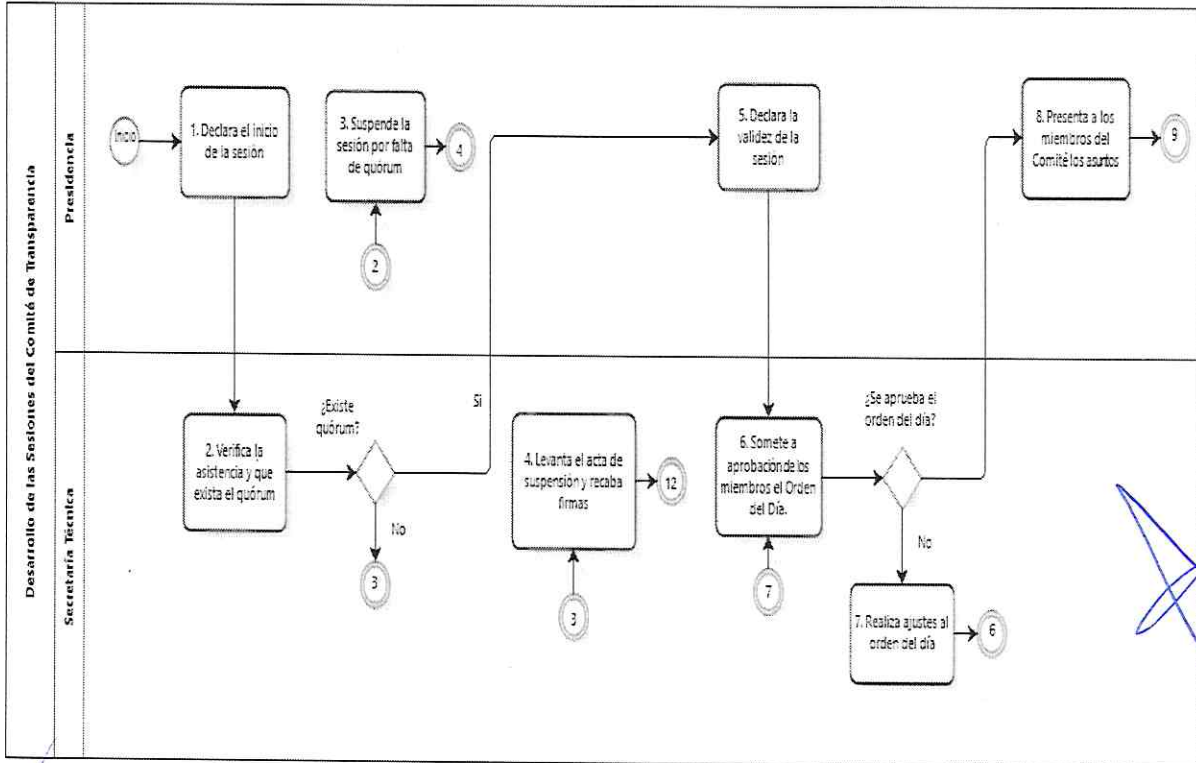 Desarrollo de las Sesiones del Comité de Transparencia
Presidencia
Inicio
1. Declara el inicio
de la sesión
3. Suspende la
sesión por falta
de quórum
4
2
5. Declara la
validez de la
sesión
8. Presenta a los
miembros del
Comité los asuntos
9
Secretaría Técnica
2. Verifica la
asistencia y que
exista el quórum
¿Existe
quórum?
Si
No
3
4. Levanta el acta de
suspensión y recaba
firmas
12
3
6. Somete a
aprobación de los
miembros el Orden
del Día.
7
¿Se aprueba el
orden del día?
No
7. Realiza ajustes al
orden del día
6